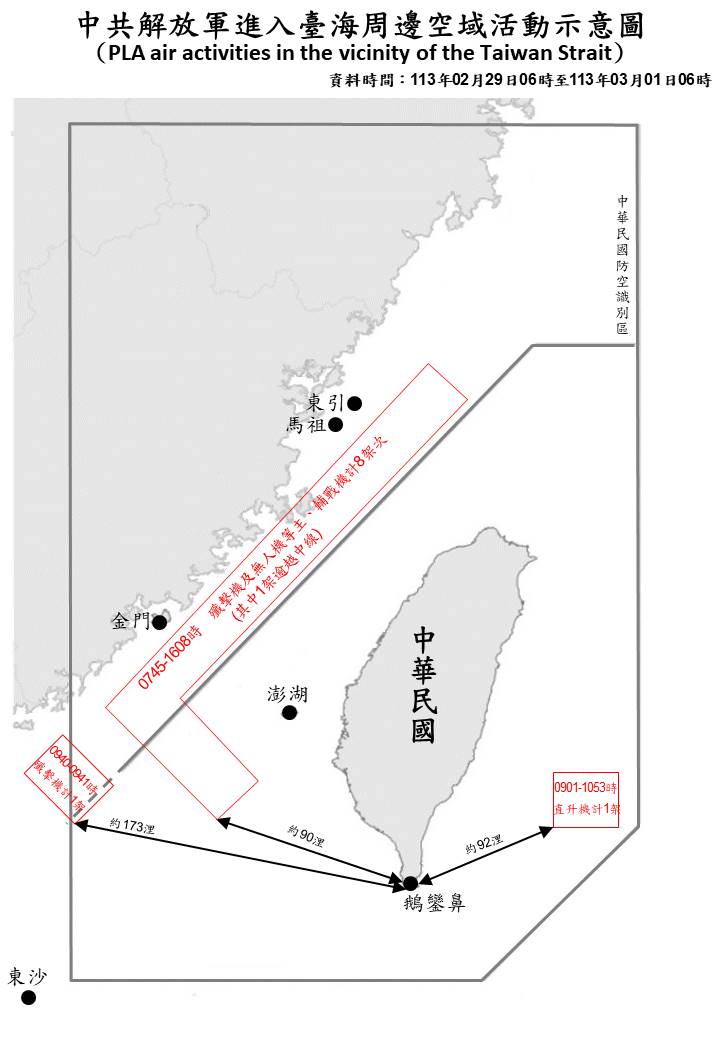 中共解放軍進入臺海周邊空域活動示意圖
（PLA air activities in the vicinity of the Taiwan Strait）
資料時間：113年02月29日06時至113年03月01日06時
中華民國防空識別區
東引
馬祖
0745-1608時 殲擊機及無人機等主、輔戰機計8架次
(其中1架逾越中線)
金門
中華民國
澎湖
0940-0941時
殲擊機計1架
0901-1053時
直升機計1架
約173浬
約90浬
約92浬
鵝鑾鼻
東沙